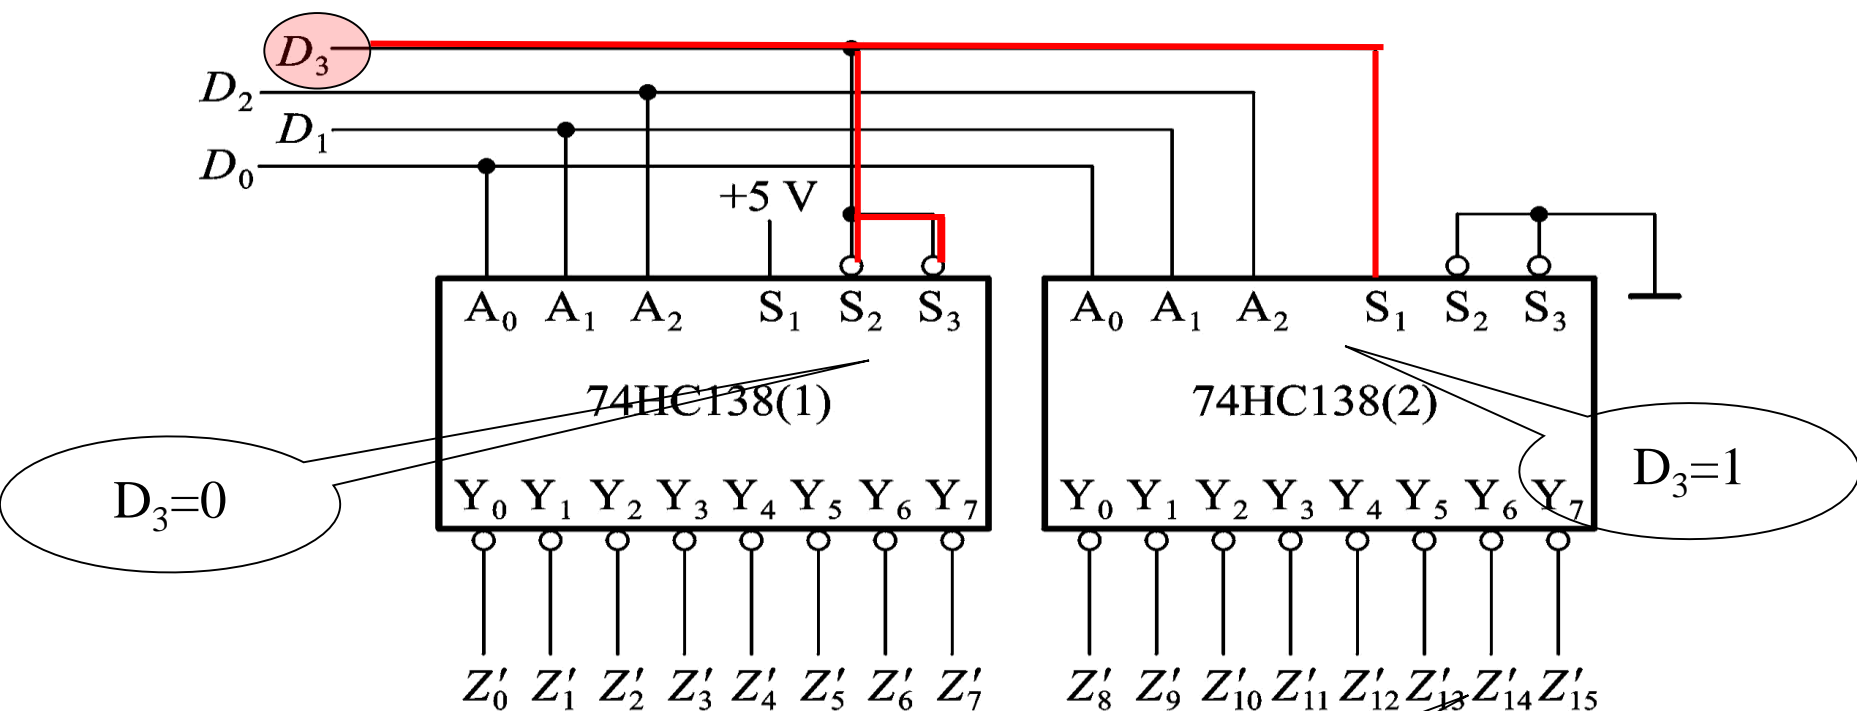 D₃
D₂
D₁
D₀
+5 V
A₀ A₁ A₂ S₁ S₂ S₃
A₀ A₁ A₂ S₁ S₂ S₃
74HC138(1)
74HC138(2)
D₃=0
D₃=1
Y₀ Y₁ Y₂ Y₃ Y₄ Y₅ Y₆ Y₇
Y₀ Y₁ Y₂ Y₃ Y₄ Y₅ Y₆ Y₇
Z′₀ Z′₁ Z′₂ Z′₃ Z′₄ Z′₅ Z′₆ Z′₇
Z′₈ Z′₉ Z′₁₀ Z′₁₁ Z′₁₂ Z′₁₃ Z′₁₄ Z′₁₅